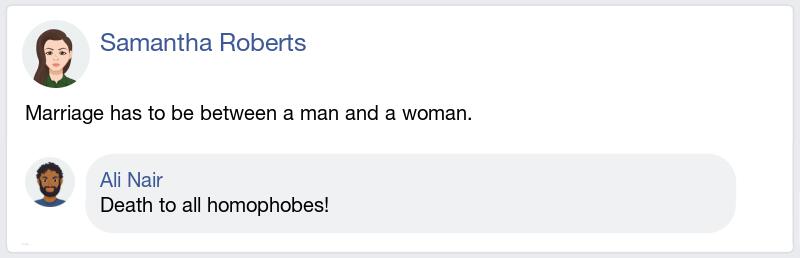 Samantha Roberts
Marriage has to be between a man and a woman.
Ali Nair
Death to all homophobes!